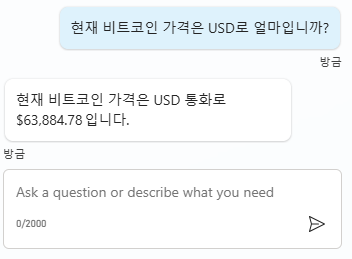 현재 비트코인 가격은 USD로 얼마입니까?
방금
현재 비트코인 가격은 USD 통화로
$63,884.78입니다.
방금
Ask a question or describe what you need
0/2000